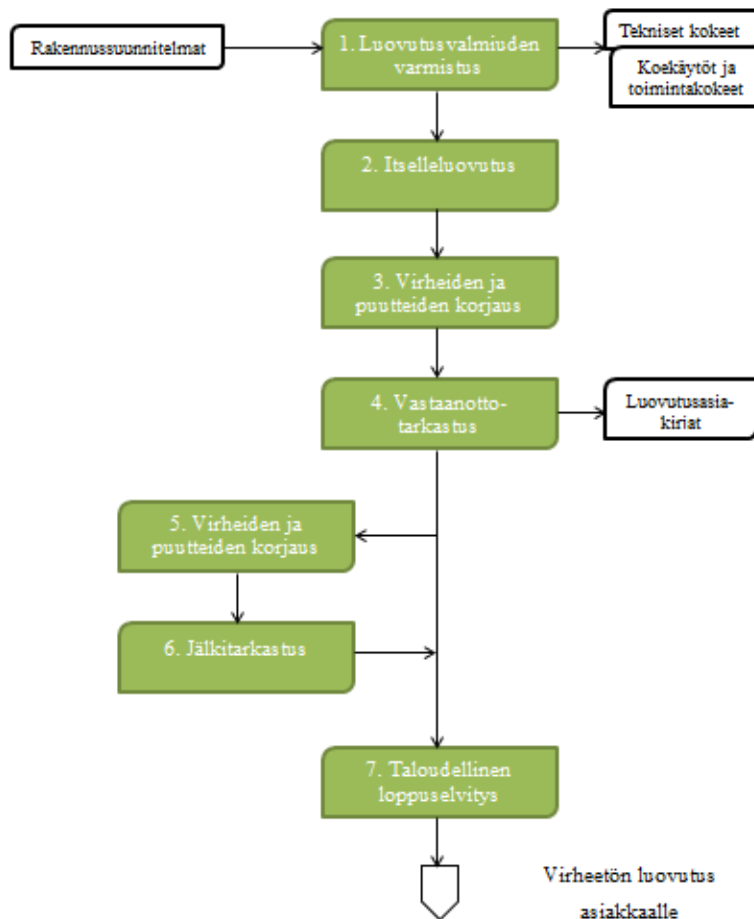 Rakennussuunnitelmat
1. Luovutusvalmiuden
varmistus
Tekniset kokeet
Koekäytöt ja
toimintakokeet
2. Itselleluovutus
3. Virheiden ja
puutteiden korjaus
4. Vastaanotto-
tarkastus
Luovutusasia-
kirjat
5. Virheiden ja
puutteiden korjaus
6. Jälkitarkastus
7. Taloudellinen
loppuselvitys
Virheetön luovutus
asiakkaalle